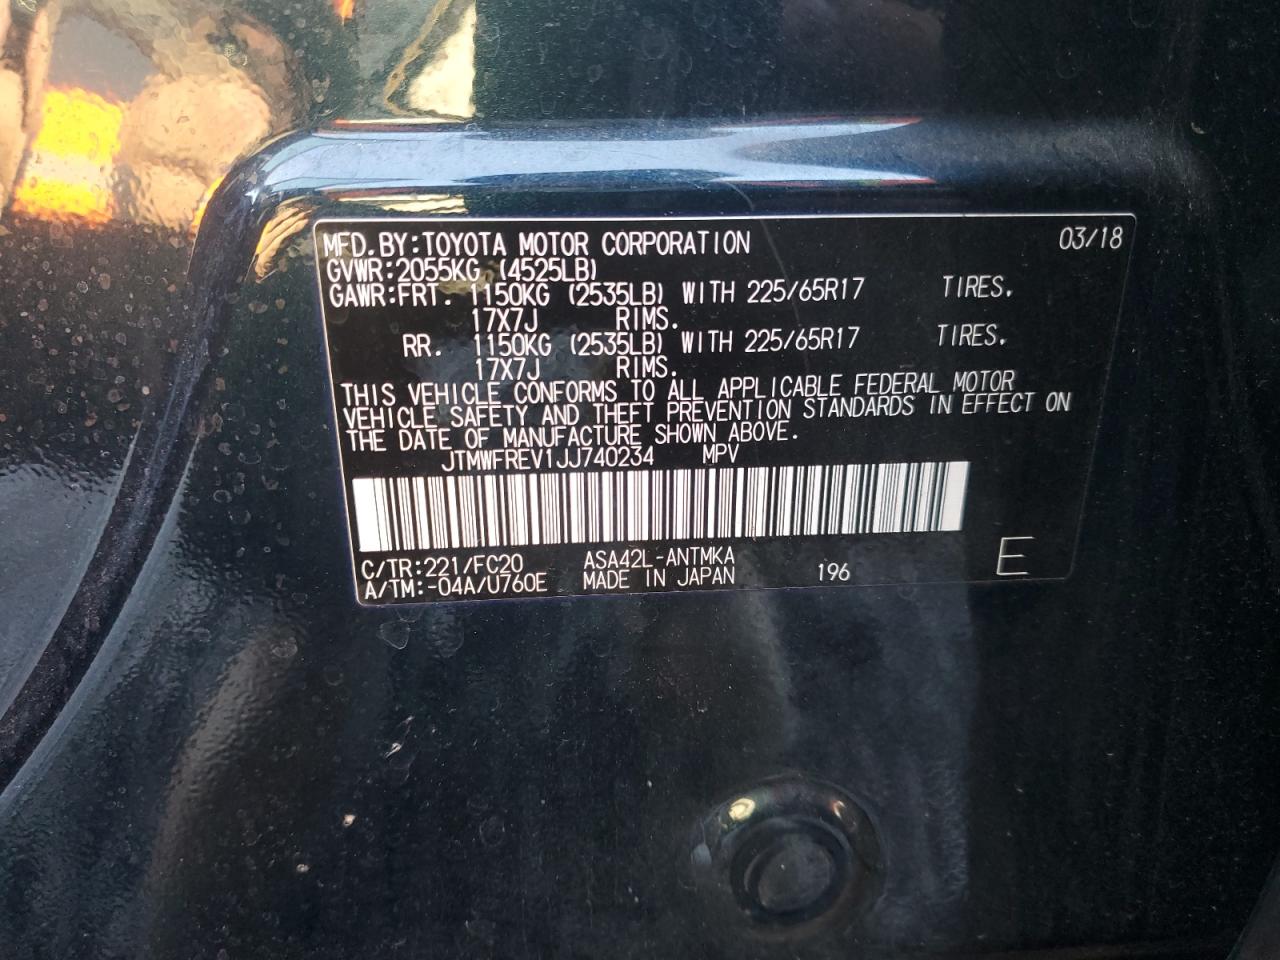 MFD.BY:TOYOTA MOTOR CORPORATION 03/18
GVWR:2055KG (4525LB)
GAWR:FRT. 1150KG (2535LB) WITH 225/65R17 TIRES.
17X7J RIMS.
RR. 1150KG (2535LB) WITH 225/65R17 TIRES.
17X7J RIMS.
THIS VEHICLE CONFORMS TO ALL APPLICABLE FEDERAL MOTOR
VEHICLE SAFETY AND THEFT PREVENTION STANDARDS IN EFFECT ON
THE DATE OF MANUFACTURE SHOWN ABOVE.
JTMWFREV1JJ740234 MPV
C/TR:221/FC20 ASA42L-ANTMKA
A/TM:-04A/U760E MADE IN JAPAN 196 E